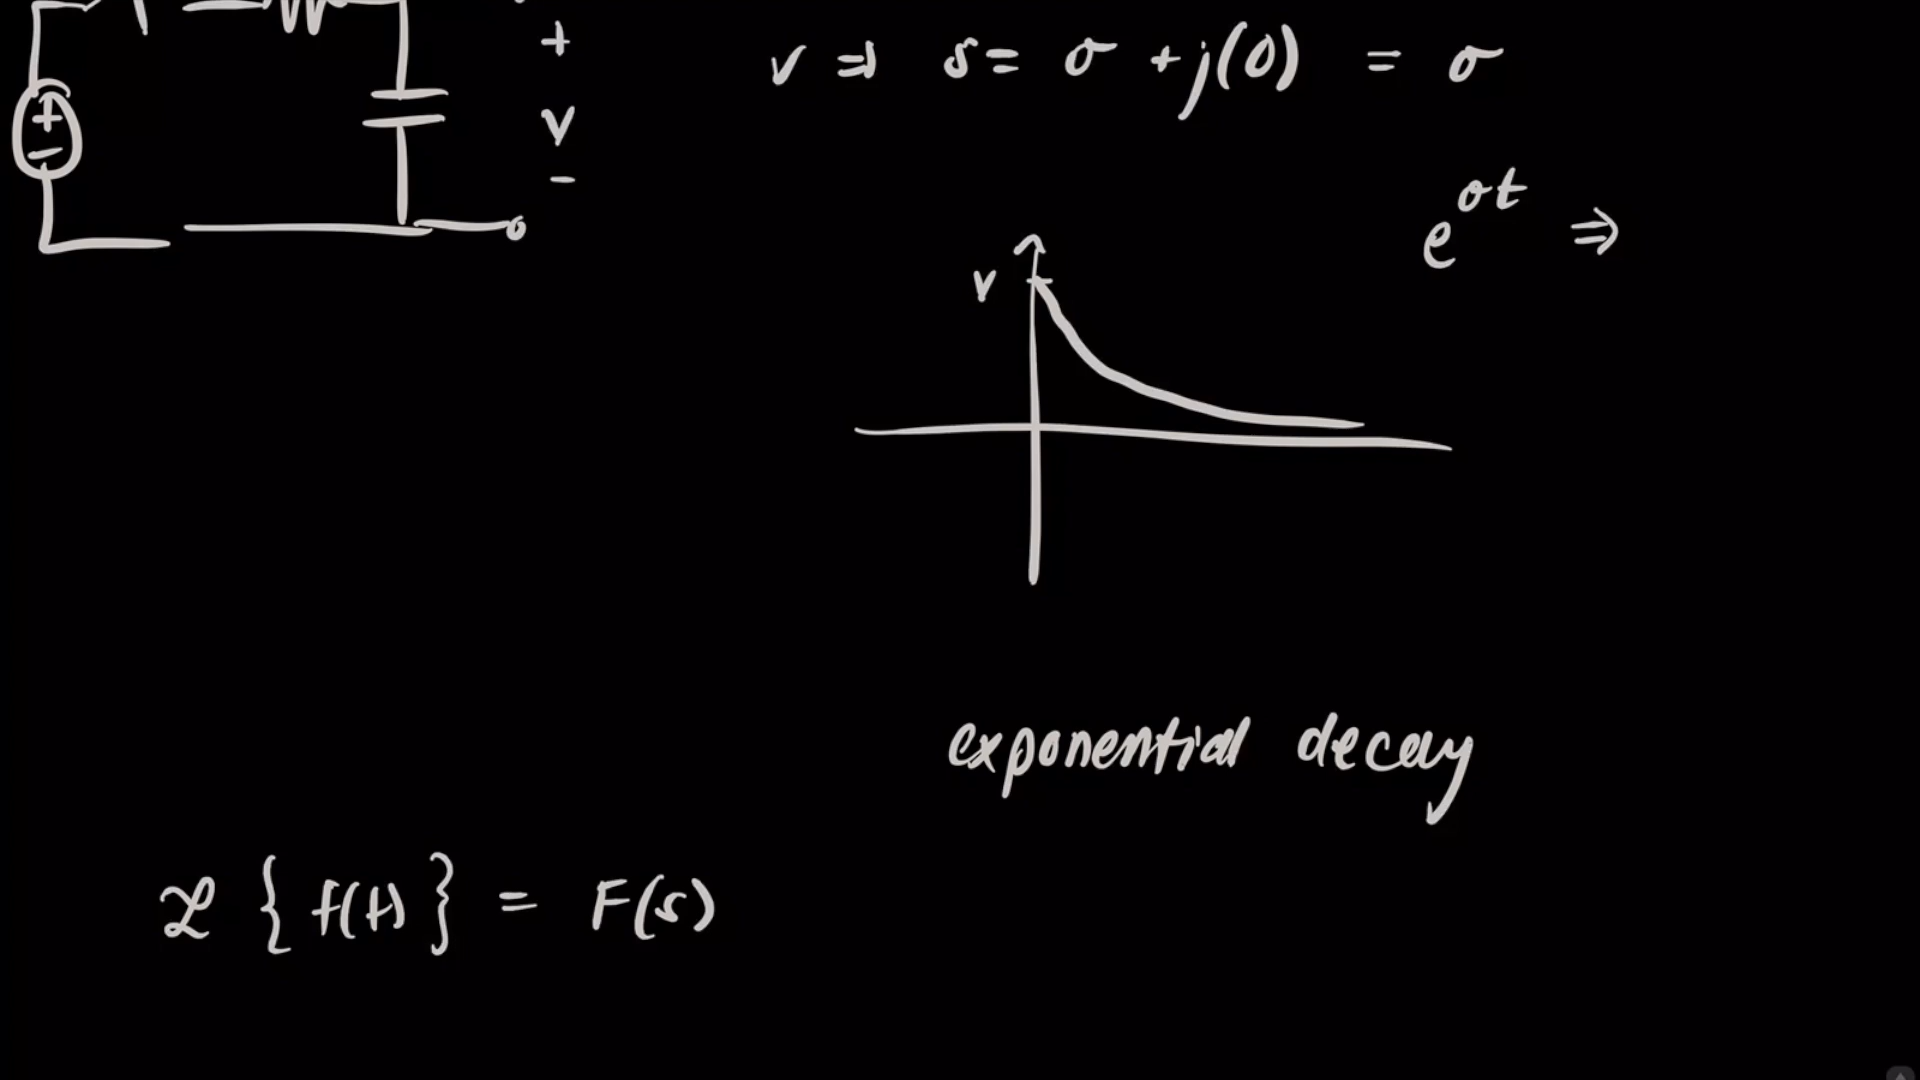 +
-
+
V
-
v ⇒ s = σ + j(0) = σ
e^σt ⇒
v
exponential decay
ℒ { f(t) } = F(s)